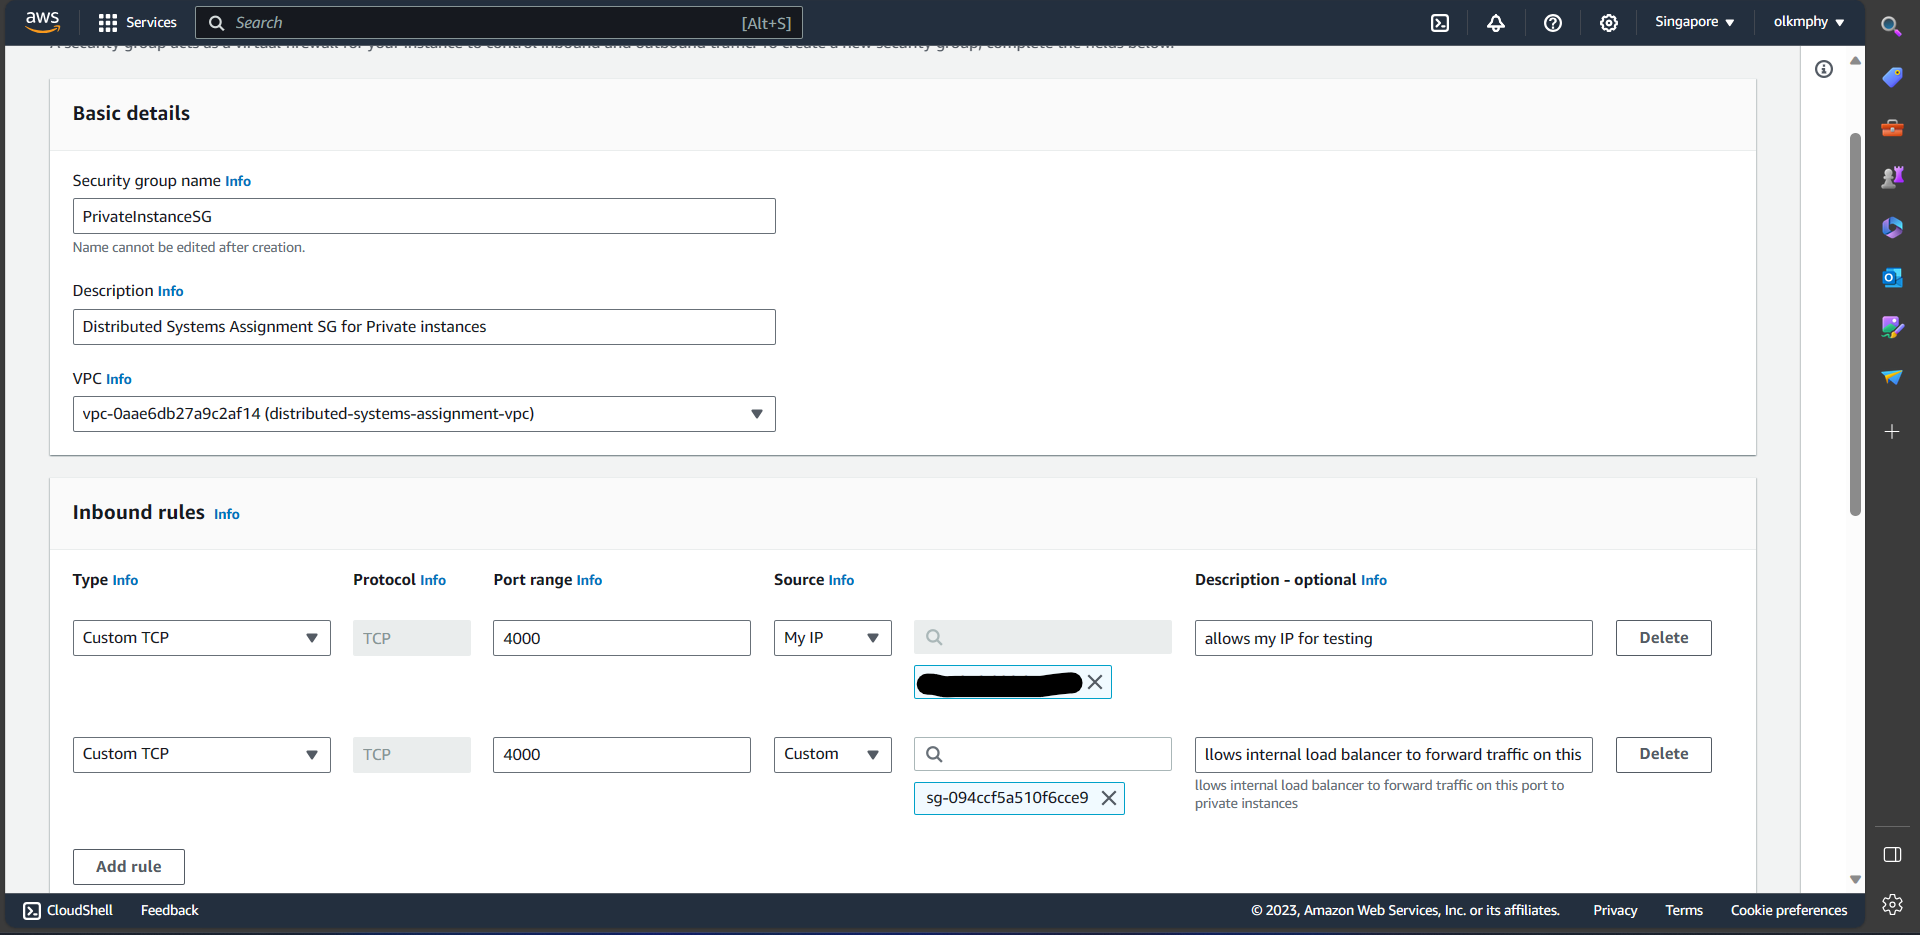 aws Services Search [Alt+S] Singapore olkmphy
A security group acts as a virtual firewall for your instance to control inbound and outbound traffic. To create a new security group, complete the fields below.
Basic details
Security group name Info
PrivateInstanceSG
Name cannot be edited after creation.
Description Info
Distributed Systems Assignment SG for Private instances
VPC Info
vpc-0aae6db27a9c2af14 (distributed-systems-assignment-vpc)
Inbound rules Info
Type Info Protocol Info Port range Info Source Info Description - optional Info
Custom TCP TCP 4000 My IP allows my IP for testing Delete
Custom TCP TCP 4000 Custom llows internal load balancer to forward traffic on this Delete
sg-094ccf5a510f6cce9 llows internal load balancer to forward traffic on this port to
private instances
Add rule
CloudShell Feedback © 2023, Amazon Web Services, Inc. or its affiliates. Privacy Terms Cookie preferences